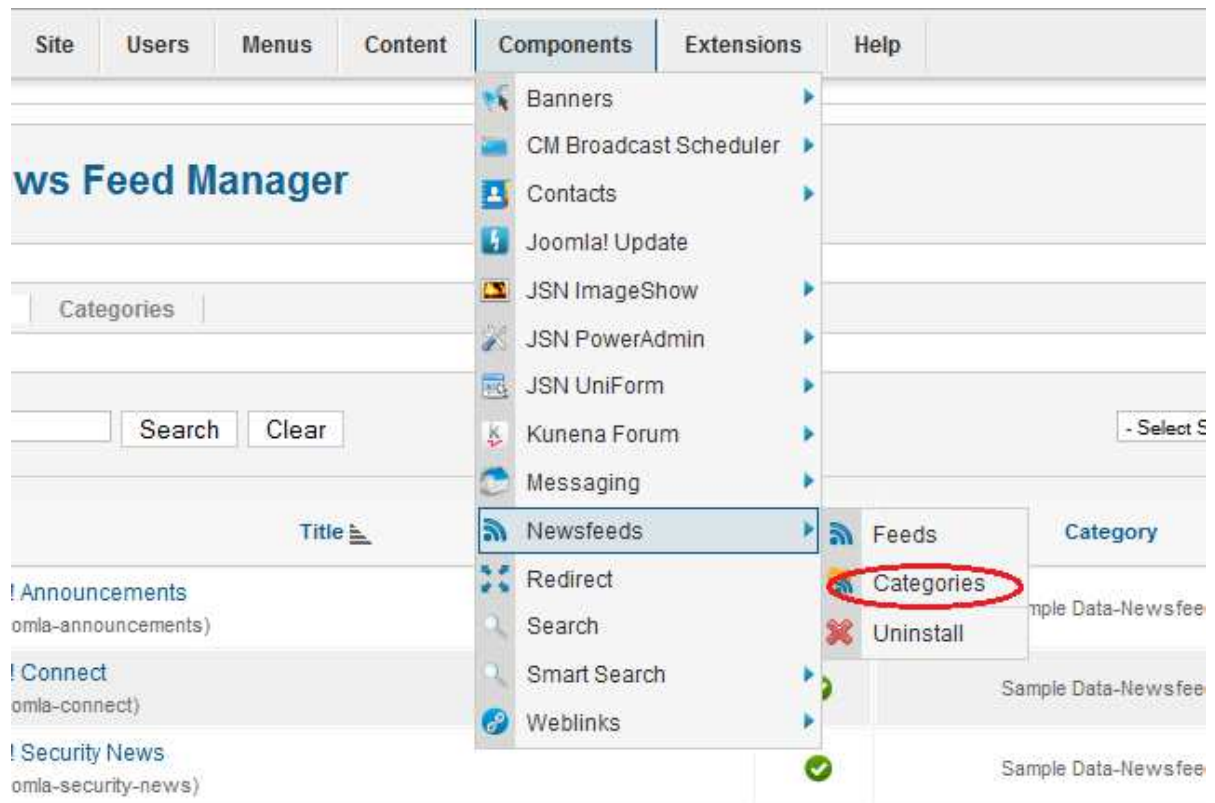 Site Users Menus Content Components Extensions Help
Banners
CM Broadcast Scheduler
ws Feed Manager
Contacts
Joomla! Update
JSN ImageShow
Categories
JSN PowerAdmin
JSN UniForm
Search Clear
Kunena Forum
- Select S
Messaging
Title
Newsfeeds
Feeds
Category
Redirect
Categories
! Announcements
omla-announcements)
mple Data-Newsfee
Search
Uninstall
! Connect
omla-connect)
Smart Search
Sample Data-Newsfee
Weblinks
! Security News
omla-security-news)
Sample Data-Newsfee